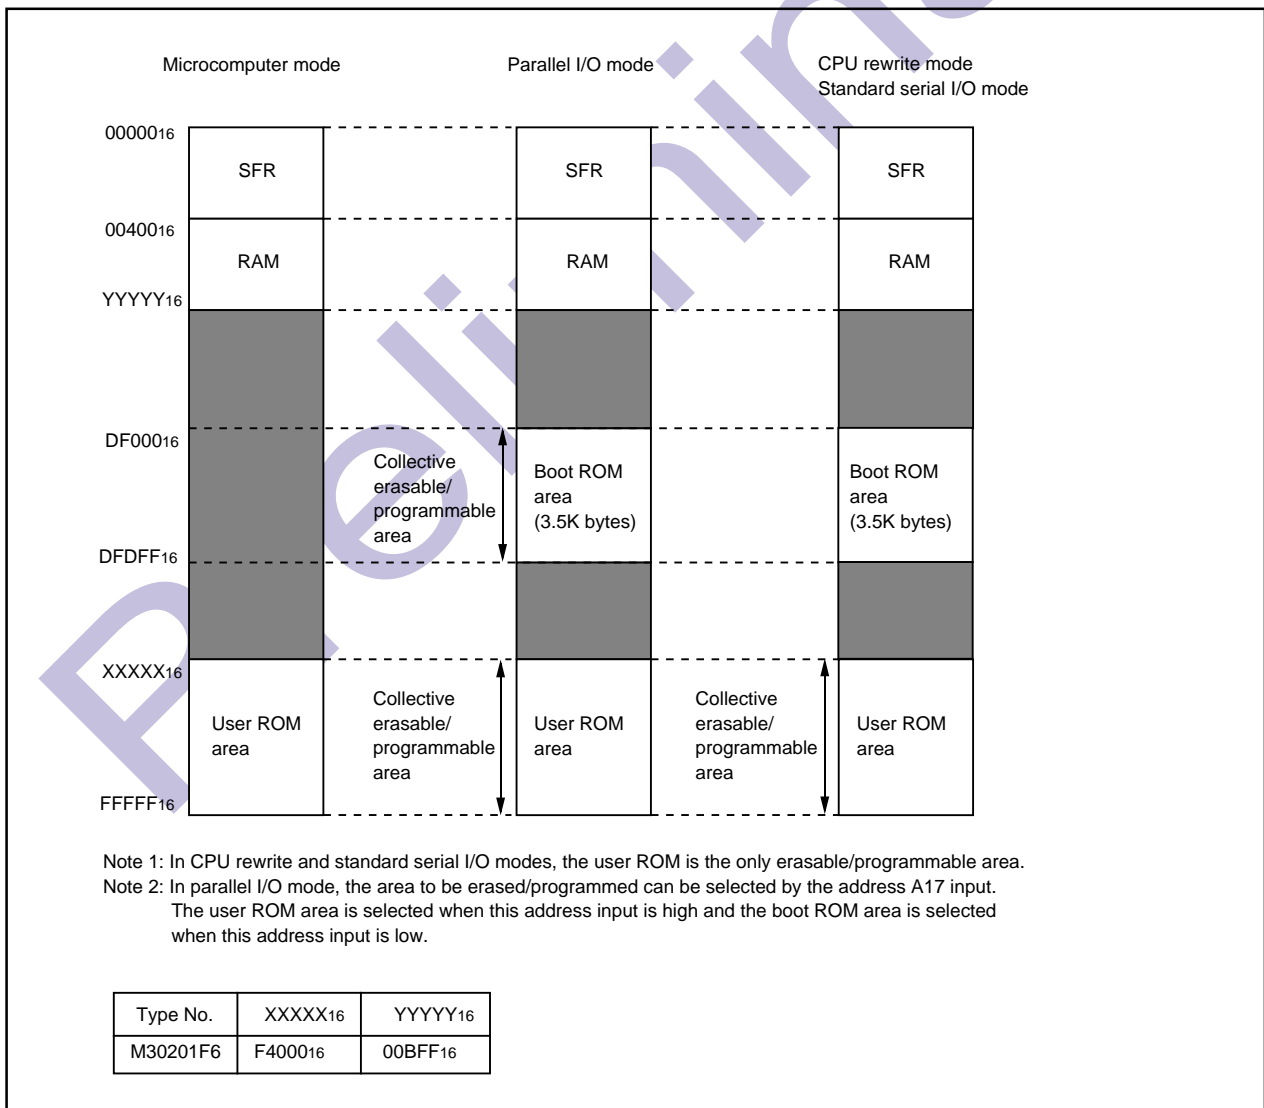 Microcomputer mode
Parallel I/O mode
CPU rewrite mode
Standard serial I/O mode
0000016
SFR
SFR
SFR
0040016
RAM
RAM
RAM
YYYYY16
DF00016
Collective
erasable/
programmable
area
Boot ROM
area
(3.5K bytes)
Boot ROM
area
(3.5K bytes)
DFDFF16
XXXXX16
User ROM
area
Collective
erasable/
programmable
area
User ROM
area
Collective
erasable/
programmable
area
User ROM
area
FFFFF16
Note 1: In CPU rewrite and standard serial I/O modes, the user ROM is the only erasable/programmable area.
Note 2: In parallel I/O mode, the area to be erased/programmed can be selected by the address A17 input.
The user ROM area is selected when this address input is high and the boot ROM area is selected
when this address input is low.
Type No. XXXXX16 YYYYY16
M30201F6 F400016 00BFF16